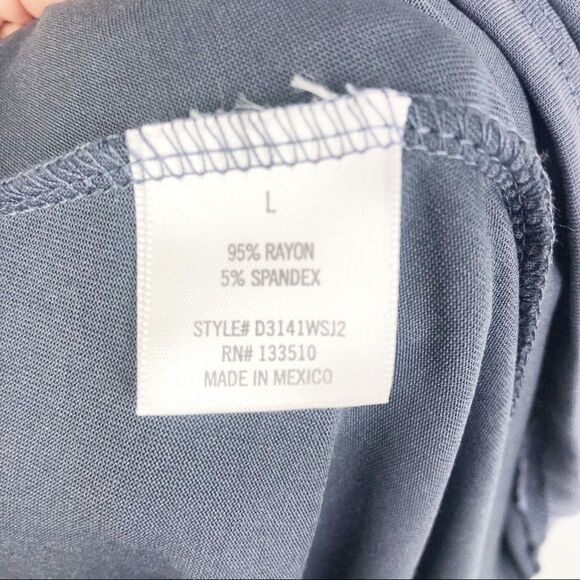 L
95% RAYON
5% SPANDEX
STYLE# D3141WSJ2
RN# 133510
MADE IN MEXICO